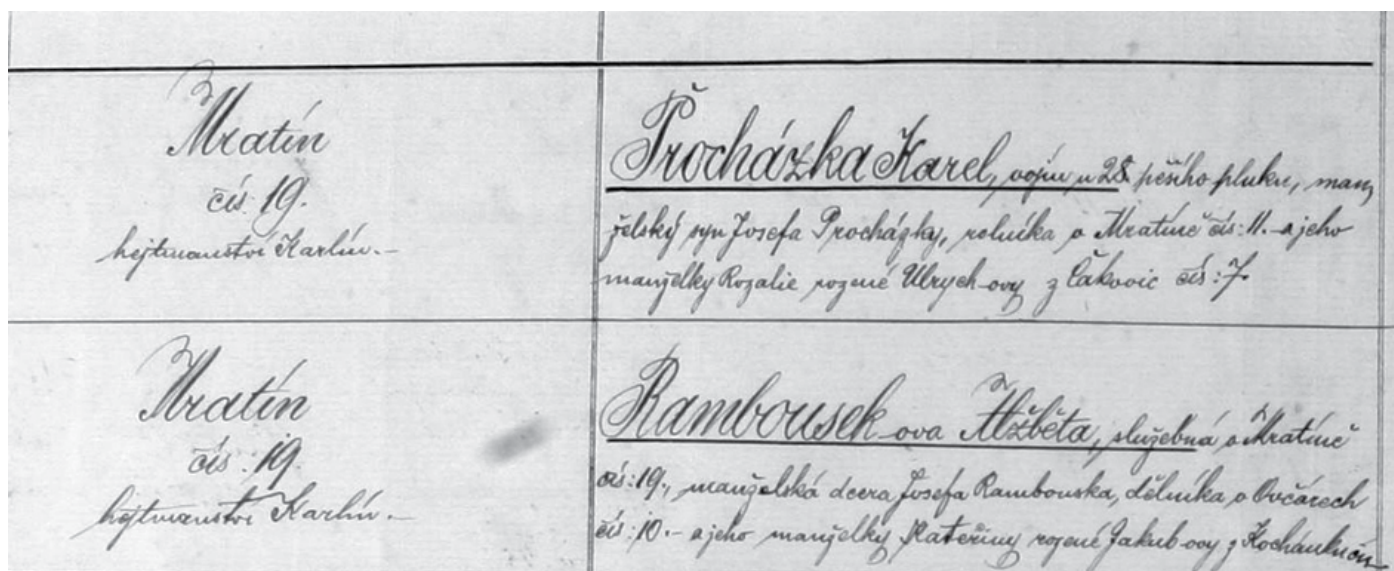 Mratín
čís. 19.
hejtmanství Karlín.-
Procházka Karel, vojín u 28 pěšího pluku, man-
želský syn Josefa Procházky, rolníka v Mratíně čís: 11.- a jeho
manželky Rozalie rozené Ulrych-ovy z Čakovic čís: 7.
Mratín
čís: 19.
hejtmanství Karlín.-
Rambousek-ova Alžběta, služebná v Mratíně
čís: 19., manželská dcera Josefa Rambouska, dělníka v Ovčárech
čís: 10.- a jeho manželky Kateřiny rozené Jakub-ovy z